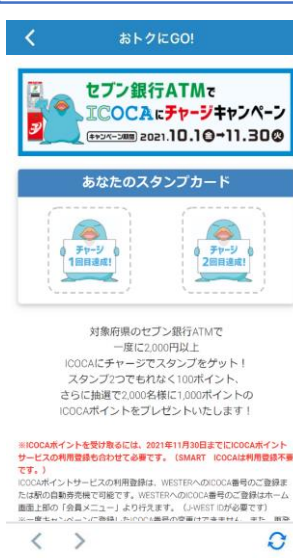 おトクにGO!
セブン銀行ATMで
ICOCAにチャージキャンペーン
キャンペーン期間 2021.10.1金→11.30火
あなたのスタンプカード
チャージ
1回目達成!
チャージ
2回目達成!
対象府県のセブン銀行ATMで
一度に2,000円以上
ICOCAにチャージでスタンプをゲット!
スタンプ2つでもれなく100ポイント、
さらに抽選で2,000名様に1,000ポイントの
ICOCAポイントをプレゼントいたします!
※ICOCAポイントを受け取るには、2021年11月30日までにICOCAポイント
サービスの利用登録も合わせて必要です。(SMART ICOCAは利用登録不要
です。)
ICOCAポイントサービスの利用登録は、WESTERへのICOCA番号のご登録ま
たは駅の自動券売機で可能です。WESTERへのICOCA番号のご登録はホーム
画面上部の「会員メニュー」より行えます。(J-WEST IDが必要です)